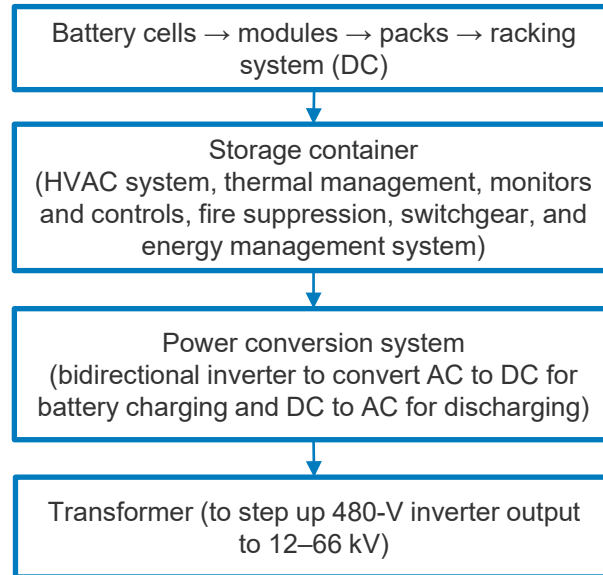 Battery cells → modules → packs → racking
system (DC)
Storage container
(HVAC system, thermal management, monitors
and controls, fire suppression, switchgear, and
energy management system)
Power conversion system
(bidirectional inverter to convert AC to DC for
battery charging and DC to AC for discharging)
Transformer (to step up 480-V inverter output
to 12–66 kV)